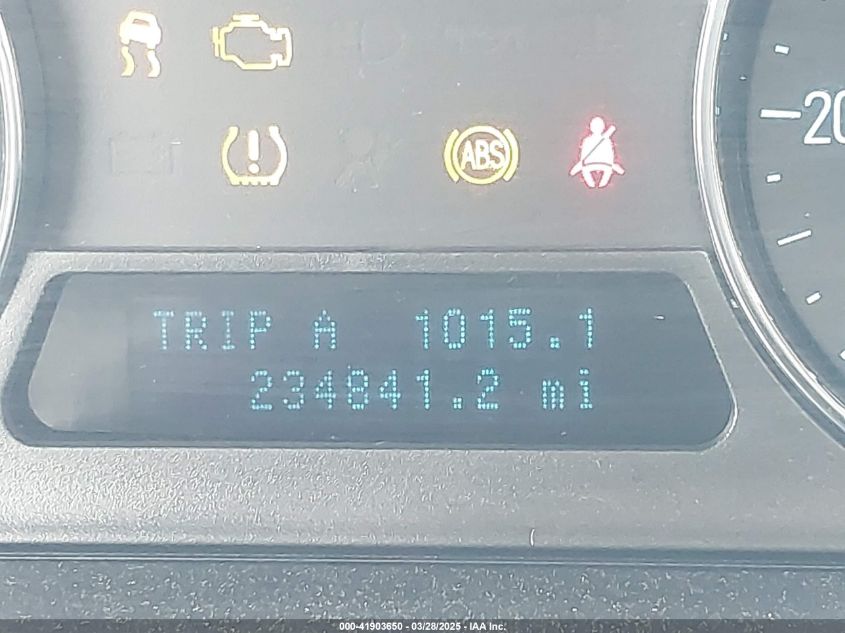 ABS
20
TRIP A 1015.1
234841.2 mi
000-41903650 - 03/28/2025 - IAA Inc.